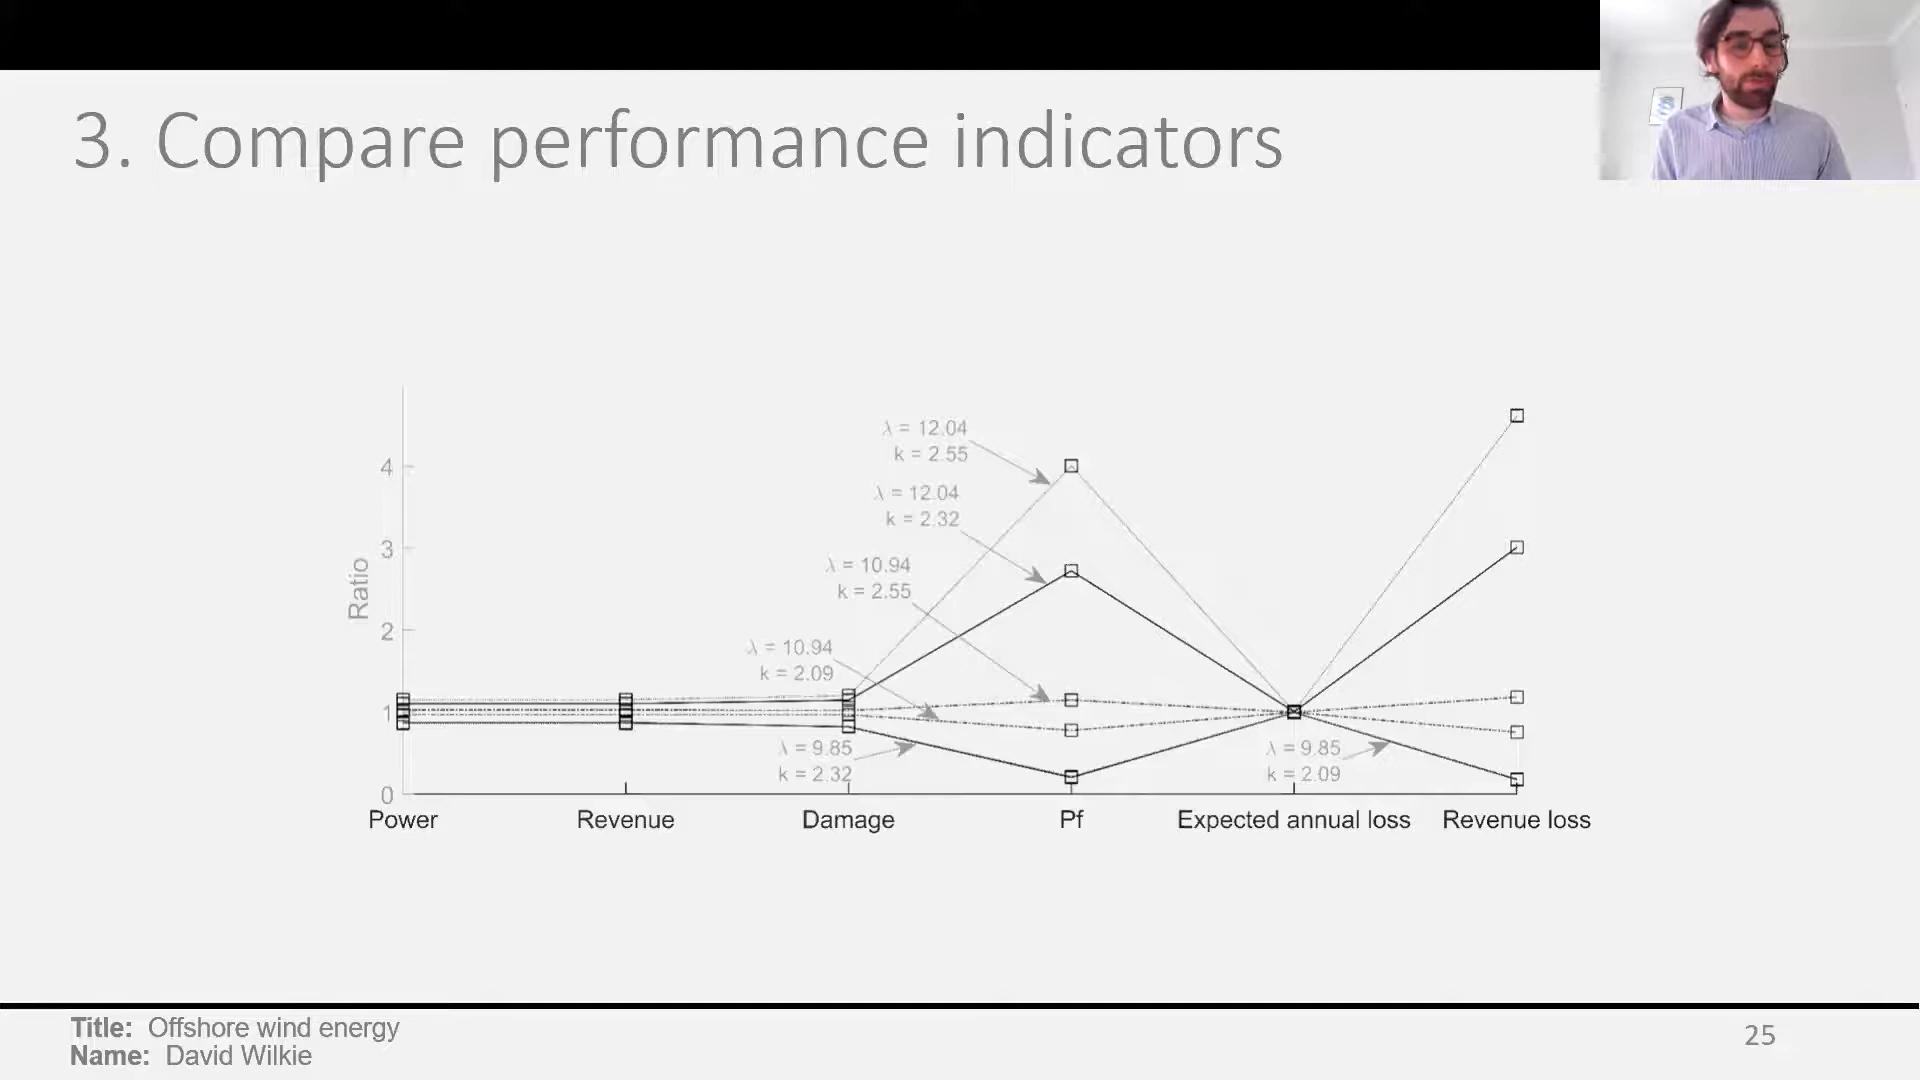 3. Compare performance indicators
λ = 12.04
k = 2.55
λ = 12.04
k = 2.32
λ = 10.94
k = 2.55
λ = 10.94
k = 2.09
λ = 9.85
k = 2.32
λ = 9.85
k = 2.09
Ratio
4
3
2
1
0
Power Revenue Damage Pf Expected annual loss Revenue loss
Title: Offshore wind energy
Name: David Wilkie
25